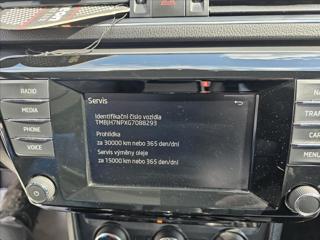 RADIO
MEDIA
PHONE
VOICE
Servis
Identifikační číslo vozidla
TMBJH7NPXG7088293
Prohlídka
za 30000 km nebo 365 den/dní
Servis výměny oleje
za 15000 km nebo 365 den/dní
MENU